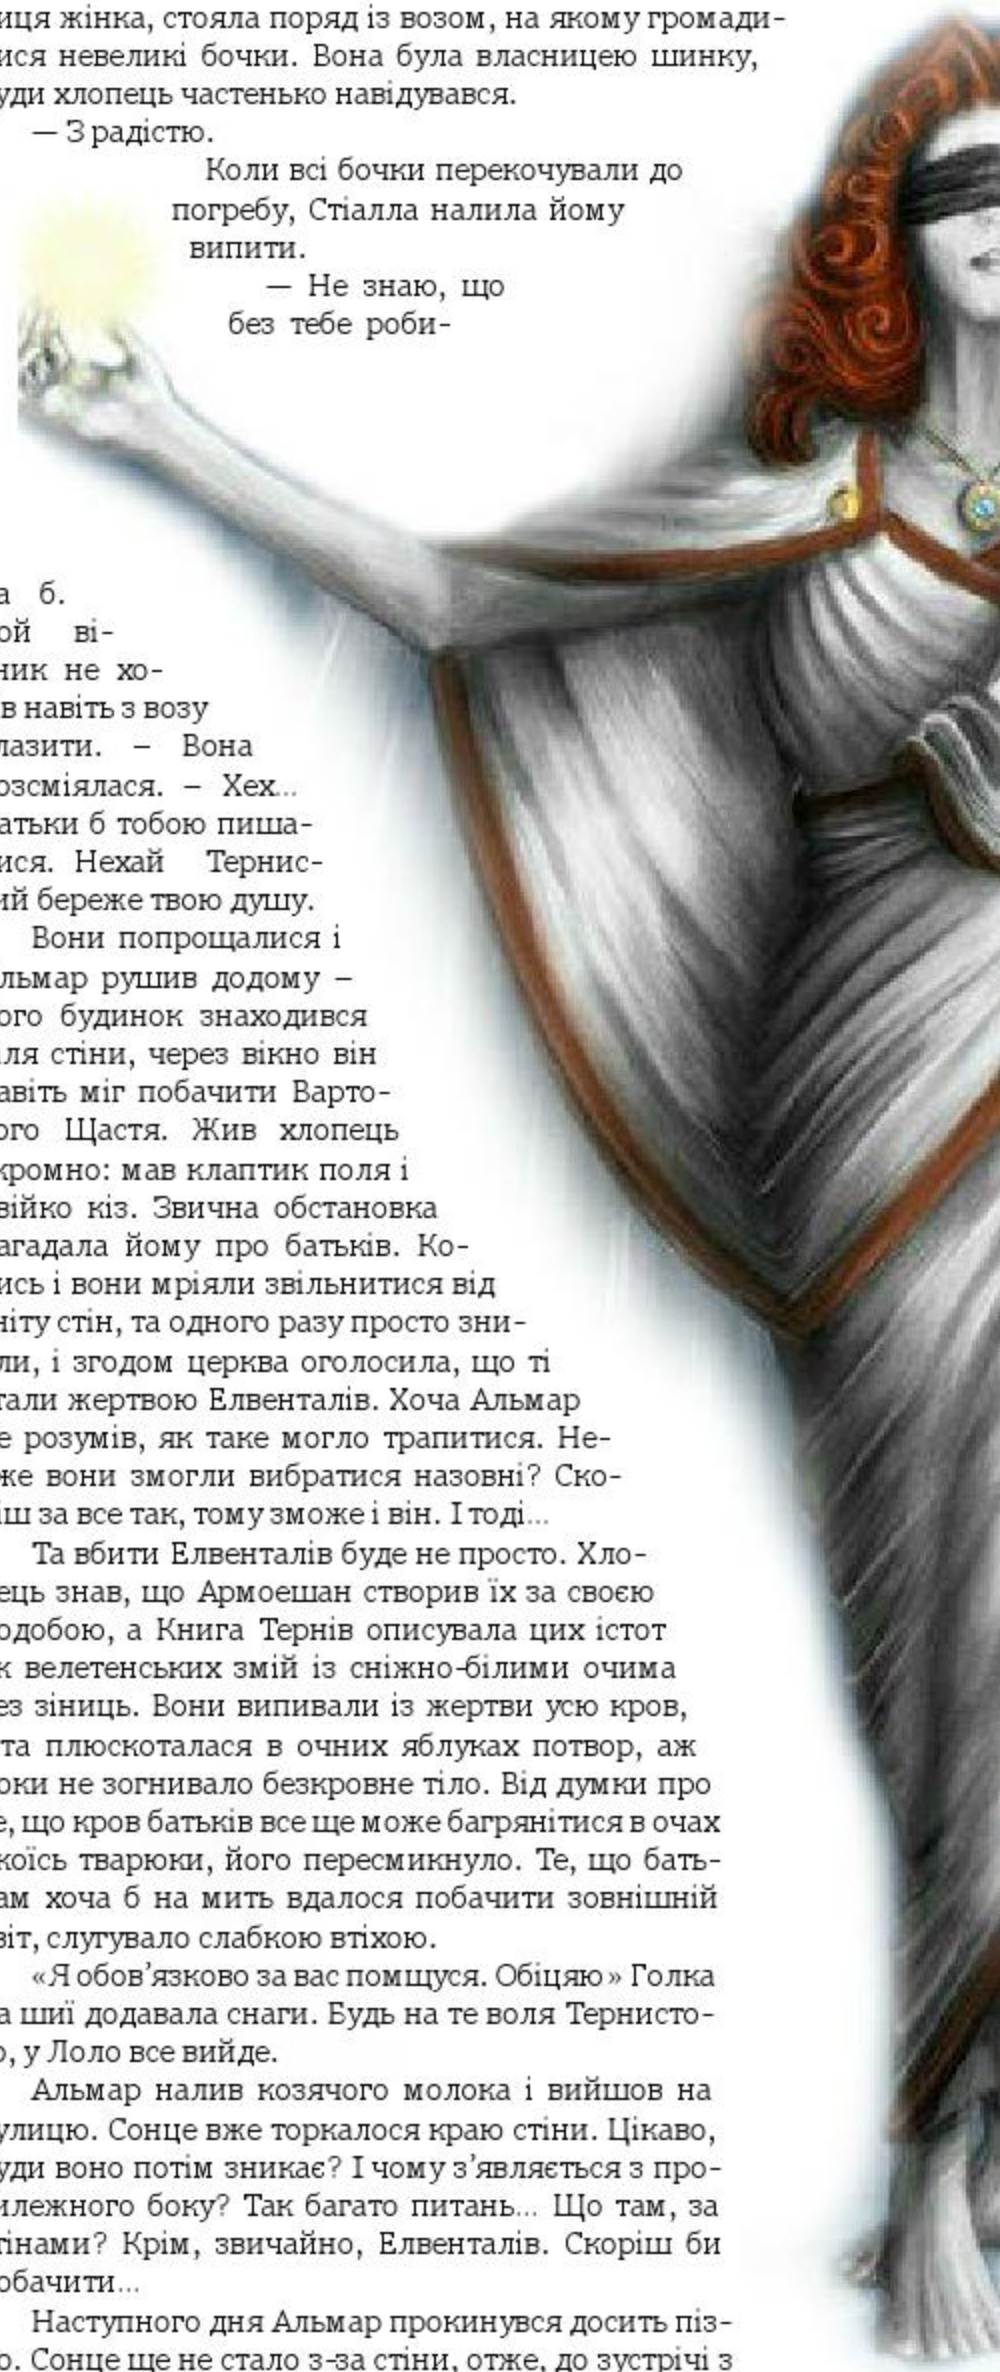 иця жінка, стояла поряд із возом, на якому громади-
ися невеликі бочки. Вона була власницею шинку,
уди хлопець частенько навідувався.
— З радістю.
Коли всі бочки перекочували до
погребу, Стіалла налила йому
випити.
— Не знаю, що
без тебе роби-
а б.
ой ві-
ник не хо-
ів навіть з возу
лазити. – Вона
озсміялася. – Хех...
атьки б тобою пиша-
ися. Нехай Тернис-
ий береже твою душу.
Вони попрощалися і
льмар рушив додому –
ого будинок знаходився
ля стіни, через вікно він
авіть міг побачити Варто-
ого Щастя. Жив хлопець
кромно: мав клаптик поля і
війко кіз. Звична обстановка
агадала йому про батьків. Ко-
ись і вони мріяли звільнитися від
ніту стін, та одного разу просто зни-
ли, і згодом церква оголосила, що ті
тали жертвою Елвенталів. Хоча Альмар
е розумів, як таке могло трапитися. Не-
же вони змогли вибратися назовні? Ско-
іш за все так, тому зможе і він. І тоді...
Та вбити Елвенталів буде не просто. Хло-
ець знав, що Армоешан створив їх за своєю
одобою, а Книга Тернів описувала цих істот
к велетенських змій із сніжно-білими очима
ез зіниць. Вони випивали із жертви усю кров,
та плюскоталася в очних яблуках потвор, аж
оки не зогнивало безкровне тіло. Від думки про
е, що кров батьків все ще може багрянітися в очах
коїсь тварюки, його пересмикнуло. Те, що бать-
ам хоча б на мить вдалося побачити зовнішній
віт, слугувало слабкою втіхою.
«Я обов’язково за вас помщуся. Обіцяю» Голка
а шиї додавала снаги. Будь на те воля Тернисто-
о, у Лоло все вийде.
Альмар налив козячого молока і вийшов на
улицю. Сонце вже торкалося краю стіни. Цікаво,
уди воно потім зникає? І чому з’являється з про-
илежного боку? Так багато питань... Що там, за
тінами? Крім, звичайно, Елвенталів. Скоріш би
обачити...
Наступного дня Альмар прокинувся досить піз-
о. Сонце ще не стало з-за стіни, отже, до зустрічі з